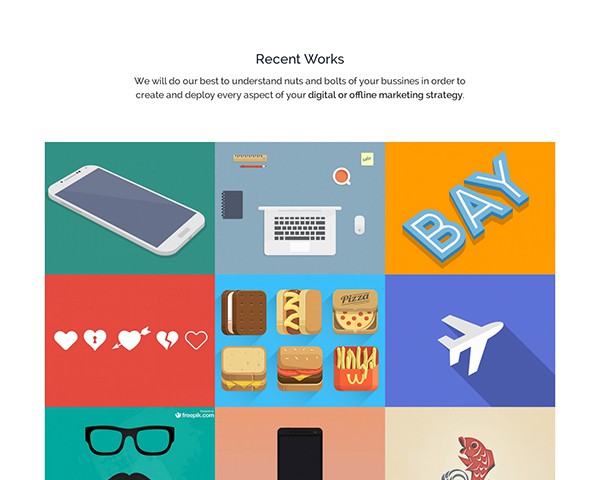 Recent Works
We will do our best to understand nuts and bolts of your bussines in order to
create and deploy every aspect of your digital or offline marketing strategy.
BAY
Pizza
M
freepik.com